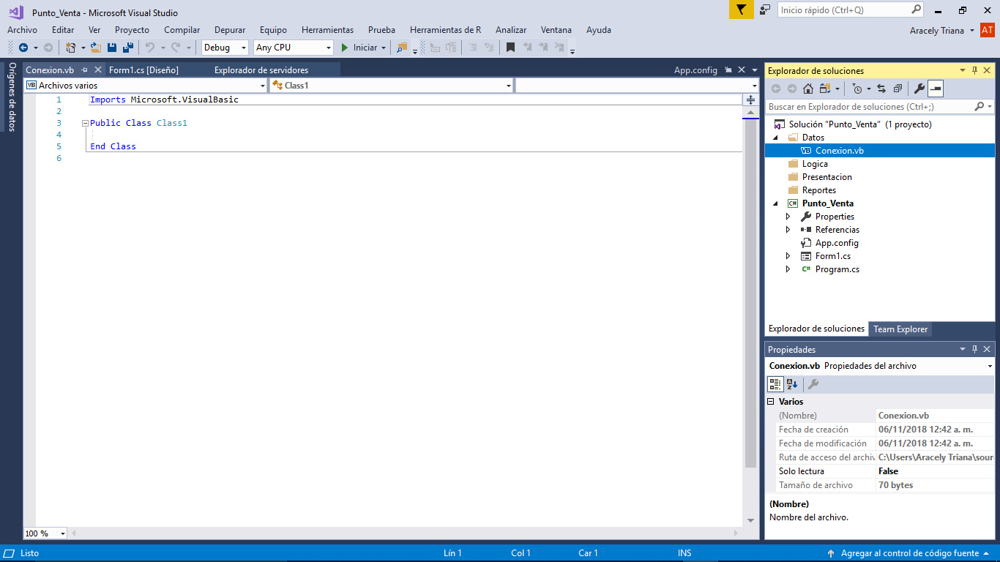 Punto_Venta - Microsoft Visual Studio
Inicio rápido (Ctrl+Q)
Archivo Editar Ver Proyecto Compilar Depurar Equipo Herramientas Prueba Herramientas de R Analizar Ventana Ayuda
Aracely Triana AT
Debug Any CPU Iniciar
Orígenes de datos
Conexion.vb Form1.cs [Diseño] Explorador de servidores App.config
VB Archivos varios Class1
1 Imports Microsoft.VisualBasic
2
3 Public Class Class1
4
5 End Class
6
100 %
Explorador de soluciones
Buscar en Explorador de soluciones (Ctrl+;)
Solución "Punto_Venta" (1 proyecto)
Datos
VB Conexion.vb
Logica
Presentacion
Reportes
C# Punto_Venta
Properties
Referencias
App.config
Form1.cs
C# Program.cs
Explorador de soluciones Team Explorer
Propiedades
Conexion.vb Propiedades del archivo
Varios
(Nombre) Conexion.vb
Fecha de creación 06/11/2018 12:42 a. m.
Fecha de modificación 06/11/2018 12:42 a. m.
Ruta de acceso del archiv C:\Users\Aracely Triana\sour
Solo lectura False
Tamaño de archivo 70 bytes
(Nombre)
Nombre del archivo.
Listo Lín 1 Col 1 Car 1 INS Agregar al control de código fuente